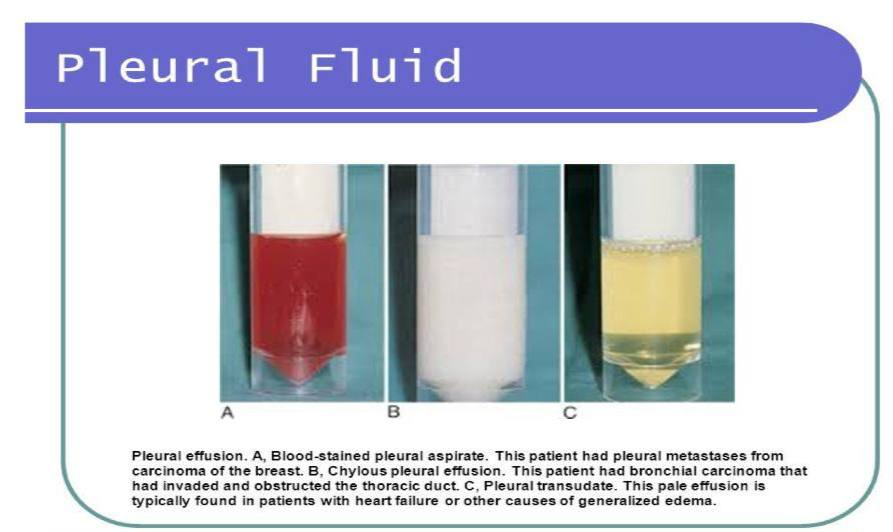 Pleural Fluid
A B C
Pleural effusion. A, Blood-stained pleural aspirate. This patient had pleural metastases from
carcinoma of the breast. B, Chylous pleural effusion. This patient had bronchial carcinoma that
had invaded and obstructed the thoracic duct. C, Pleural transudate. This pale effusion is
typically found in patients with heart failure or other causes of generalized edema.